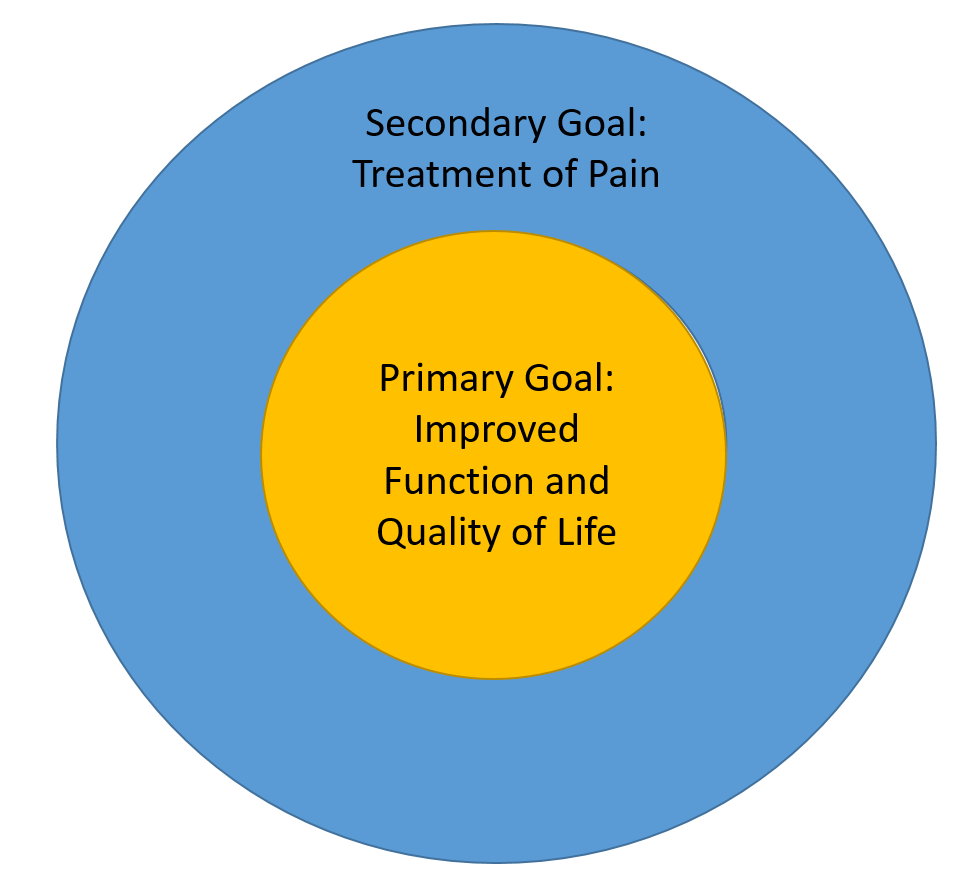 Secondary Goal:
Treatment of Pain
Primary Goal:
Improved
Function and
Quality of Life